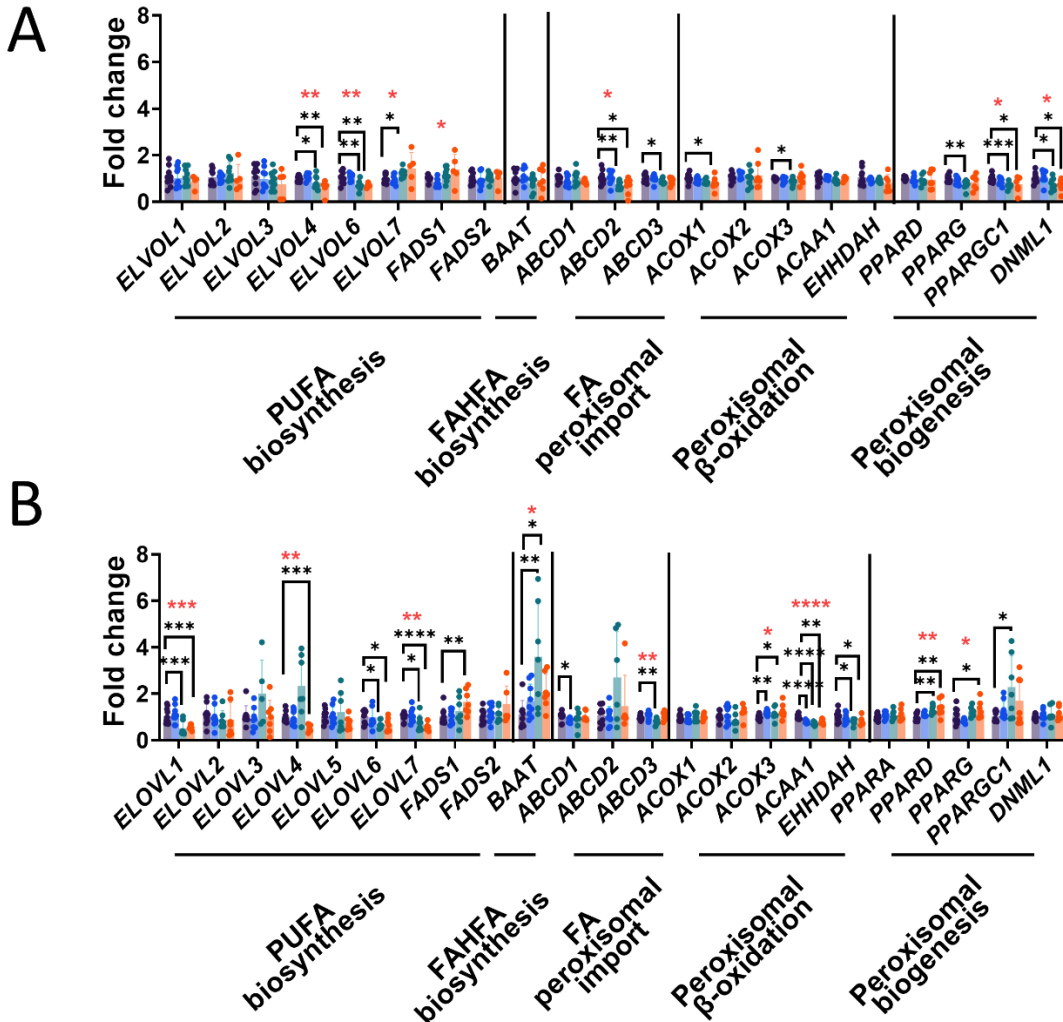 A
Fold change
8
6
4
2
0
** ** * * * * *
** ** * * * * ** * *
* ** ** *** *
ELVOL1
ELVOL2
ELVOL3
ELVOL4
ELVOL6
ELVOL7
FADS1
FADS2
BAAT
ABCD1
ABCD2
ABCD3
ACOX1
ACOX2
ACOX3
ACAA1
EHHDAH
PPARD
PPARG
PPARGC1
DNML1
PUFA
biosynthesis
FAHFA
biosynthesis
FA
peroxisomal
import
Peroxisomal
β-oxidation
Peroxisomal
biogenesis
B
Fold change
8
6
4
2
0
*
*
**
*** ** ** ** * **** ** *
*** *** * **** ** * ** * ** * ** * *
*** * * ** **** * **
****
ELOVL1
ELOVL2
ELOVL3
ELOVL4
ELOVL5
ELOVL6
ELOVL7
FADS1
FADS2
BAAT
ABCD1
ABCD2
ABCD3
ACOX1
ACOX2
ACOX3
ACAA1
EHHDAH
PPARA
PPARD
PPARG
PPARGC1
DNML1
PUFA
biosynthesis
FAHFA
biosynthesis
FA
peroxisomal
import
Peroxisomal
β-oxidation
Peroxisomal
biogenesis